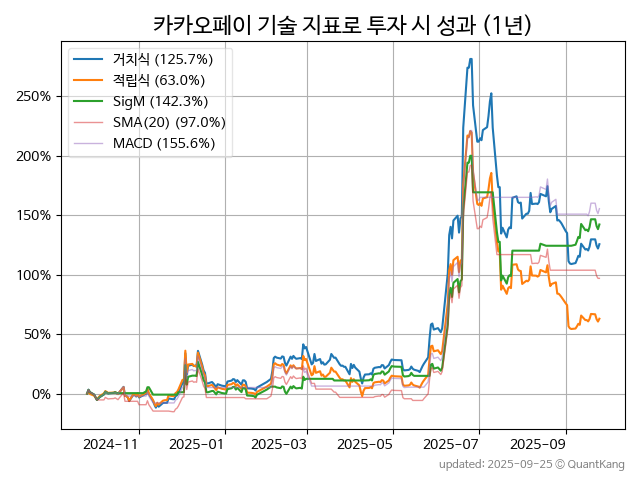 카카오페이 기술 지표로 투자 시 성과 (1년)
거치식 (125.7%)
적립식 (63.0%)
SigM (142.3%)
SMA(20) (97.0%)
MACD (155.6%)
250%
200%
150%
100%
50%
0%
2024-11 2025-01 2025-03 2025-05 2025-07 2025-09
updated: 2025-09-25 © QuantKang